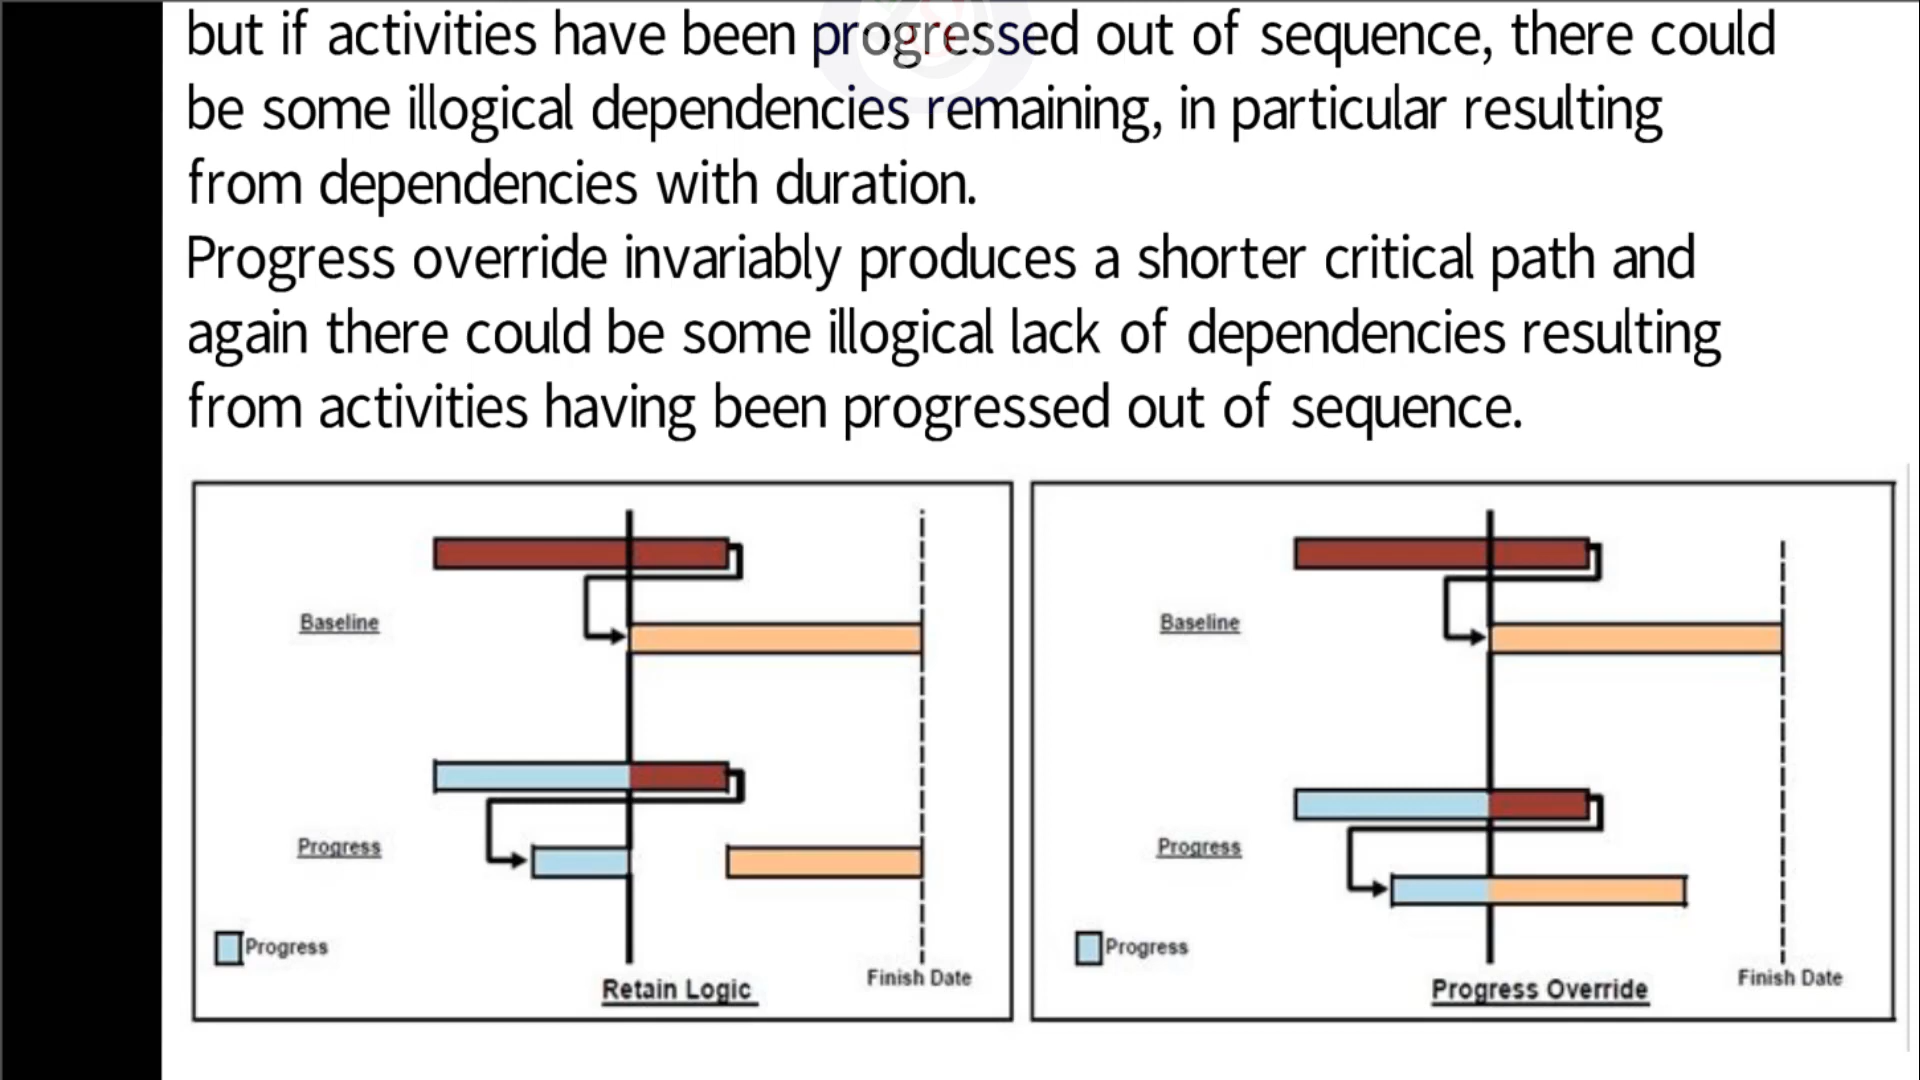 but if activities have been progressed out of sequence, there could
be some illogical dependencies remaining, in particular resulting
from dependencies with duration.
Progress override invariably produces a shorter critical path and
again there could be some illogical lack of dependencies resulting
from activities having been progressed out of sequence.
Baseline
Progress
Progress
Finish Date
Retain Logic
Baseline
Progress
Progress
Finish Date
Progress Override